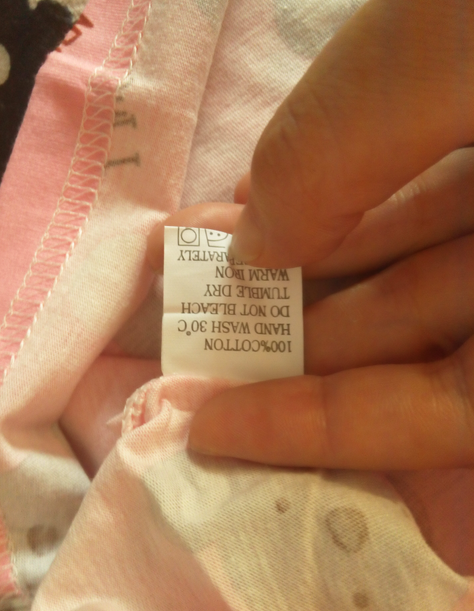 100%COTTON
HAND WASH 30°C
DO NOT BLEACH
TUMBLE DRY
WARM IRON